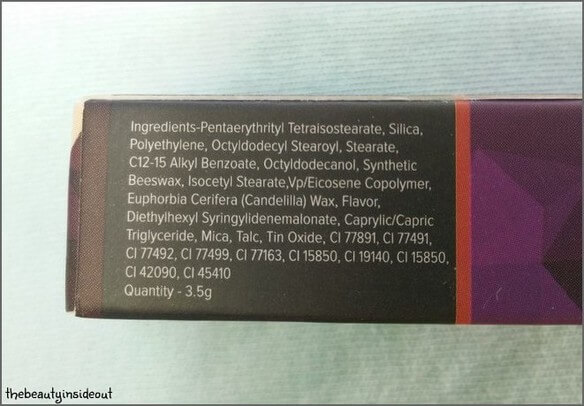 Ingredients-Pentaerythrityl Tetraisostearate, Silica,
Polyethylene, Octyldodecyl Stearoyl, Stearate,
C12-15 Alkyl Benzoate, Octyldodecanol, Synthetic
Beeswax, Isocetyl Stearate,Vp/Eicosene Copolymer,
Euphorbia Cerifera (Candelilla) Wax, Flavor,
Diethylhexyl Syringylidenemalonate, Caprylic/Capric
Triglyceride, Mica, Talc, Tin Oxide, CI 77891, CI 77491,
CI 77492, CI 77499, CI 77163, CI 15850, CI 19140, CI 15850,
CI 42090, CI 45410
Quantity - 3.5g
thebeautyinsideout